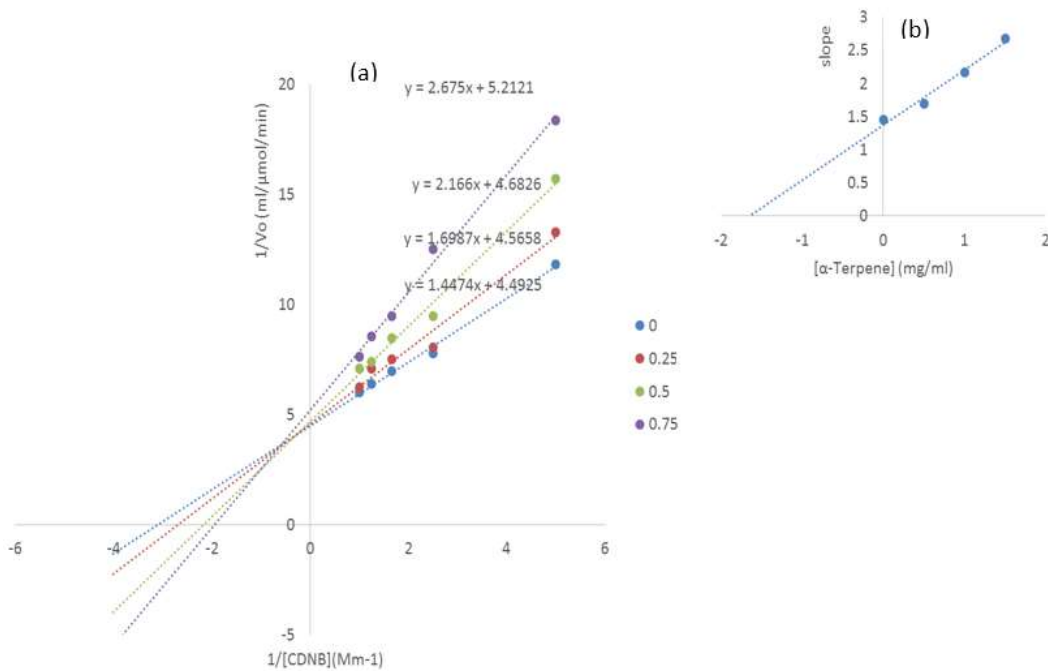 (a)
y = 2.675x + 5.2121
y = 2.166x + 4.6826
y = 1.6987x + 4.5658
y = 1.4474x + 4.4925
1/Vo (ml/μmol/min)
20
15
10
5
0
-5
-6
-4
-2
0
2
4
6
1/[CDNB](Mm-1)
0
0.25
0.5
0.75
(b)
slope
3
2.5
2
1.5
1
0.5
0
-2
-1
0
1
2
[α-Terpene] (mg/ml)